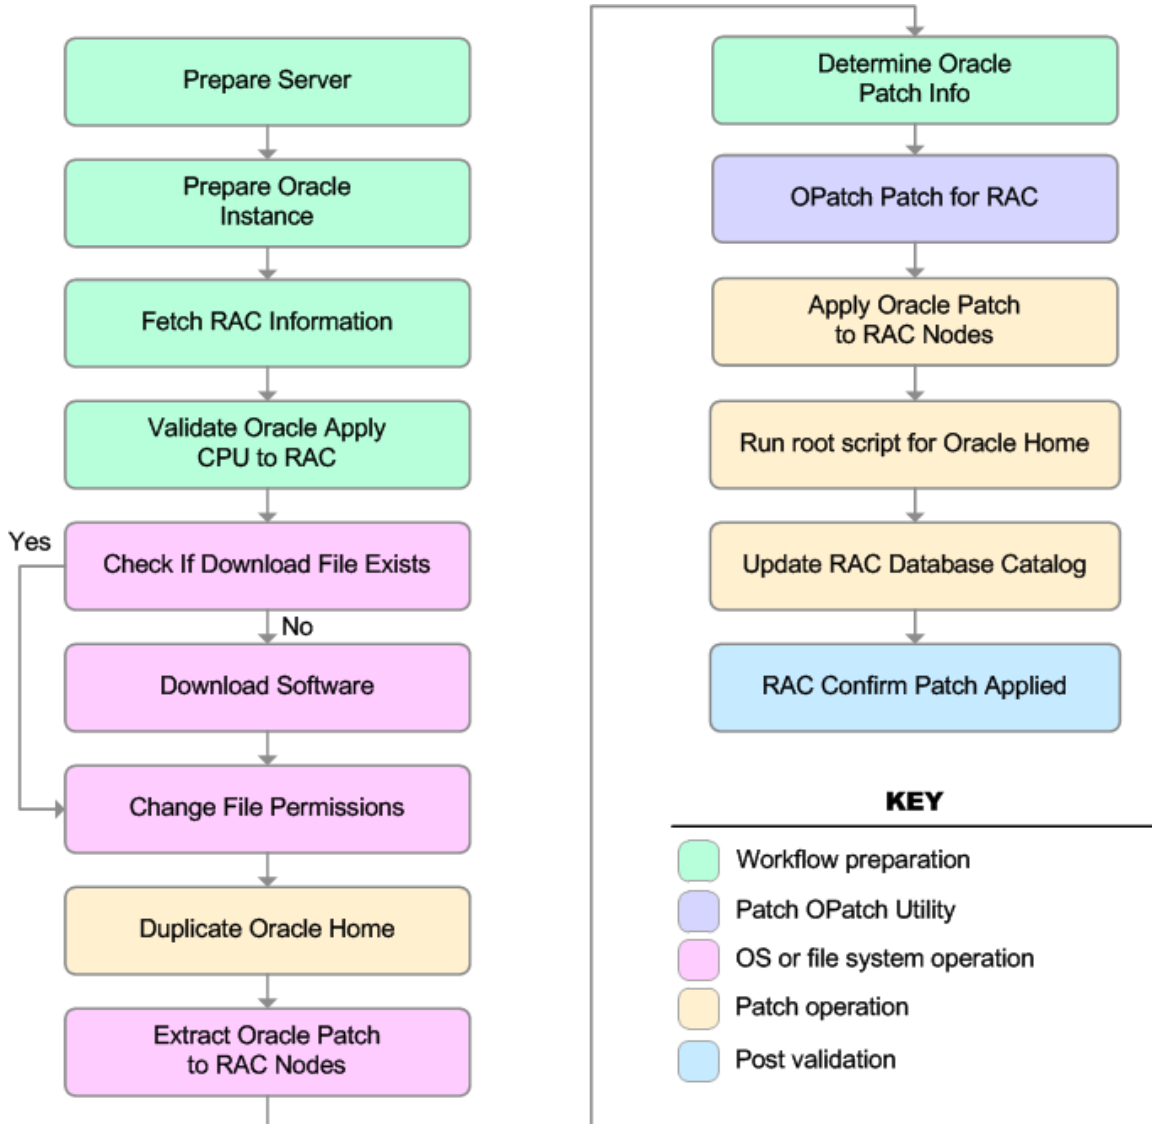 Prepare Server
Prepare Oracle
Instance
Fetch RAC Information
Validate Oracle Apply
CPU to RAC
Yes
Check If Download File Exists
No
Download Software
Change File Permissions
Duplicate Oracle Home
Extract Oracle Patch
to RAC Nodes
Determine Oracle
Patch Info
OPatch Patch for RAC
Apply Oracle Patch
to RAC Nodes
Run root script for Oracle Home
Update RAC Database Catalog
RAC Confirm Patch Applied
KEY
Workflow preparation
Patch OPatch Utility
OS or file system operation
Patch operation
Post validation